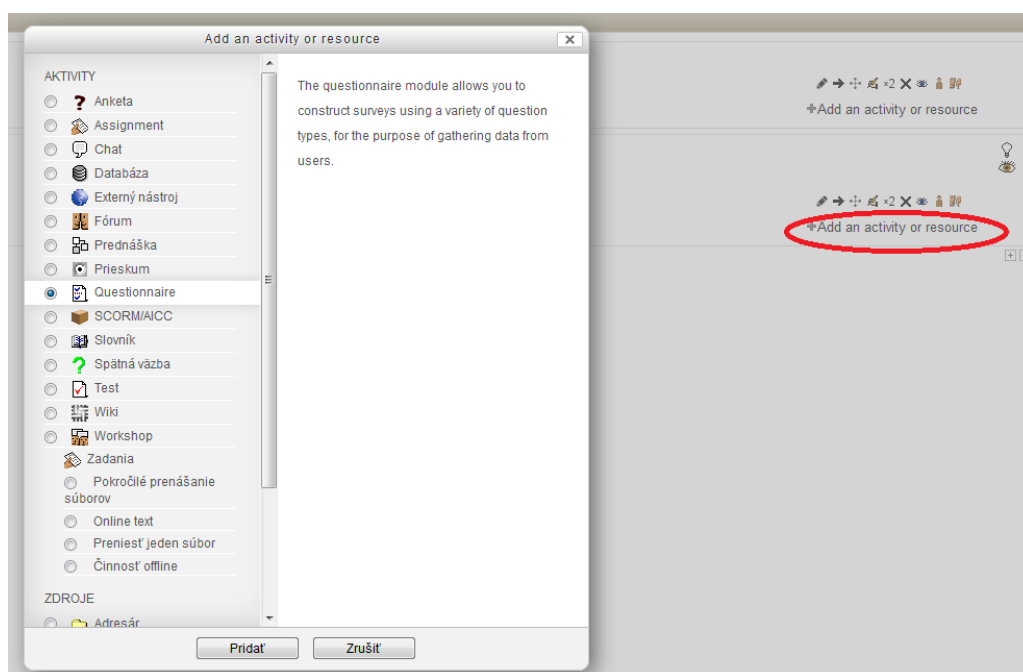 Add an activity or resource
AKTIVITY
Anketa
Assignment
Chat
Databáza
Externý nástroj
Fórum
Prednáška
Prieskum
Questionnaire
SCORM/AICC
Slovník
Spätná väzba
Test
Wiki
Workshop
Zadania
Pokročilé prenášanie
súborov
Online text
Preniesť jeden súbor
Činnosť offline
ZDROJE
Adresár
The questionnaire module allows you to
construct surveys using a variety of question
types, for the purpose of gathering data from
users.
Pridať
Zrušiť
×2
+Add an activity or resource
×2
+Add an activity or resource